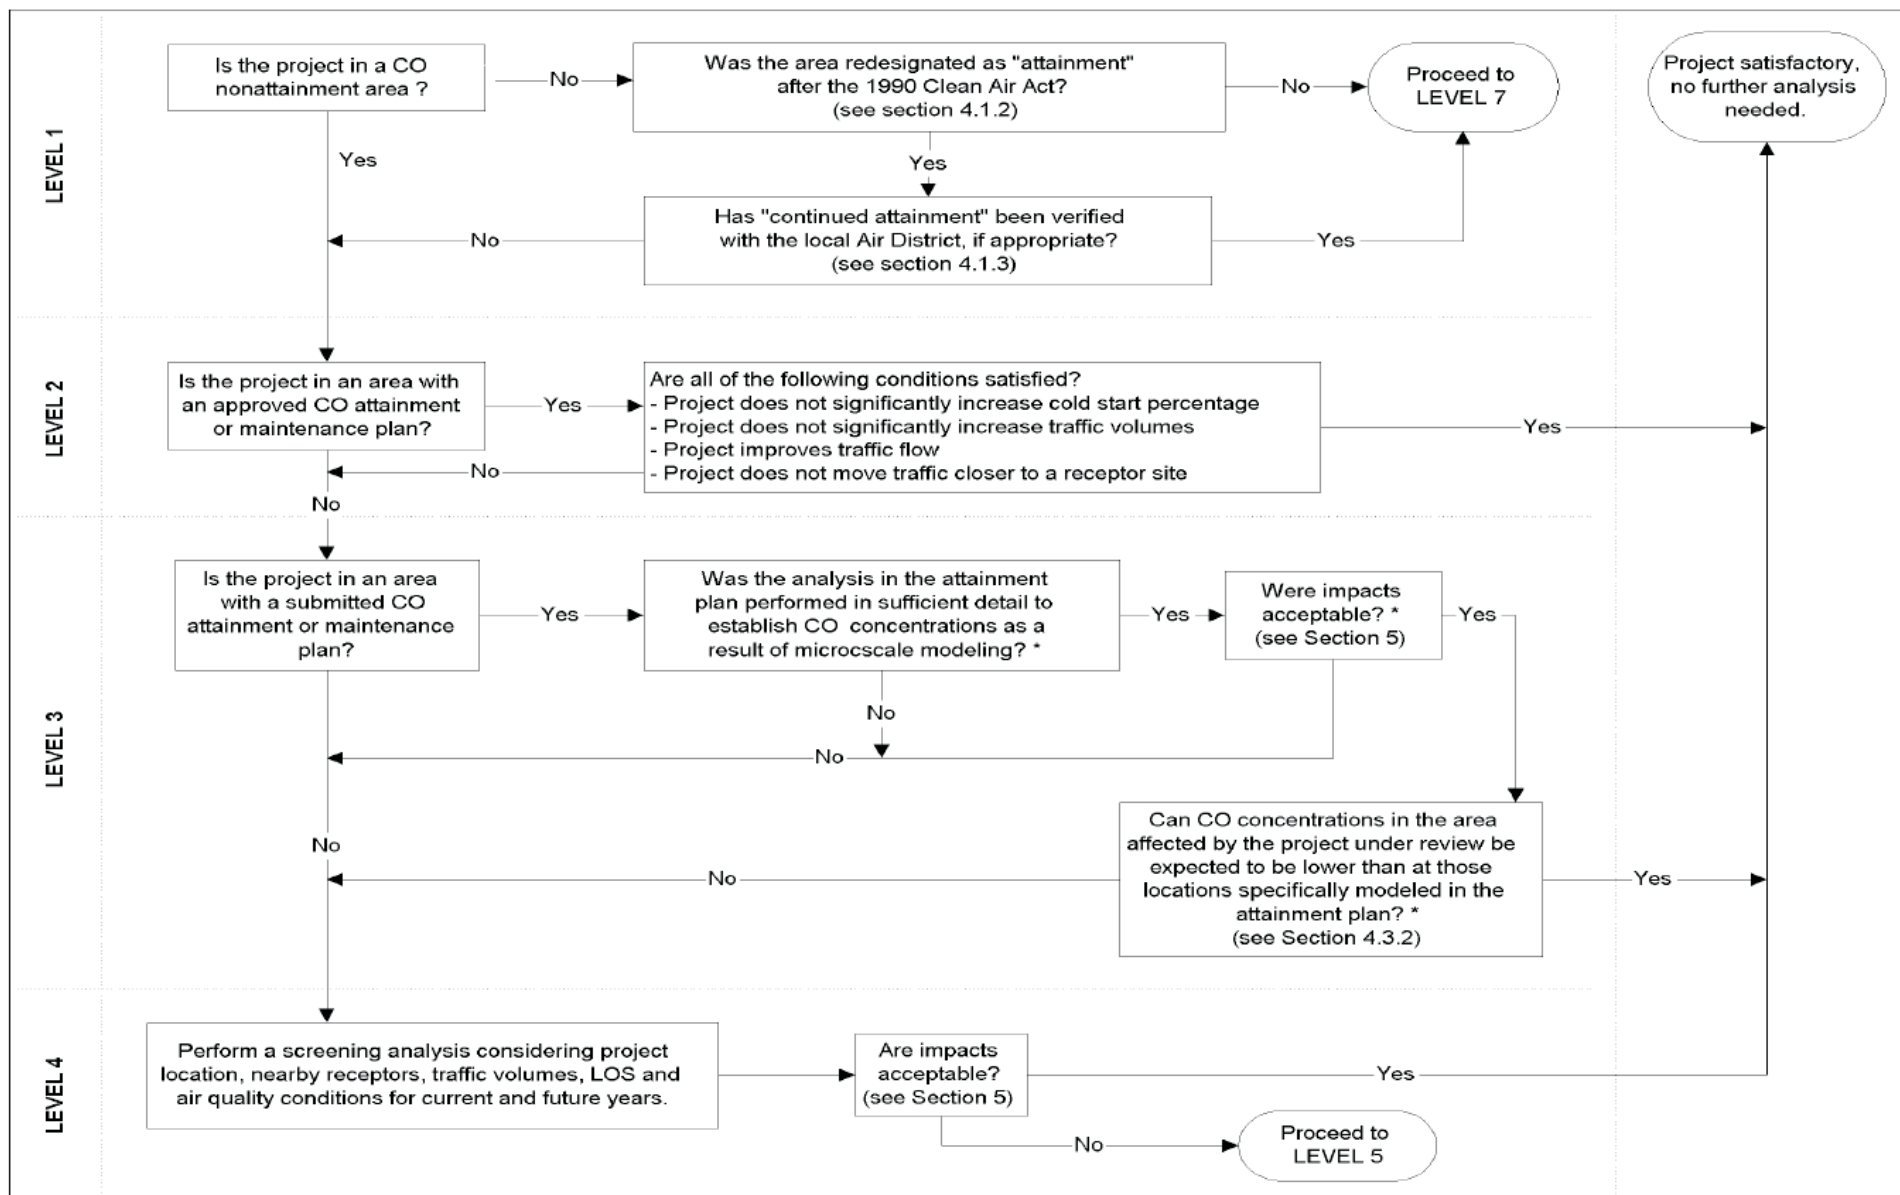 LEVEL 1
Is the project in a CO
nonattainment area ?
No
Was the area redesignated as "attainment"
after the 1990 Clean Air Act?
(see section 4.1.2)
No
Proceed to
LEVEL 7
Project satisfactory,
no further analysis
needed.
Yes
Yes
Has "continued attainment" been verified
with the local Air District, if appropriate?
(see section 4.1.3)
No
Yes
LEVEL 2
Is the project in an area with
an approved CO attainment
or maintenance plan?
Yes
Are all of the following conditions satisfied?
- Project does not significantly increase cold start percentage
- Project does not significantly increase traffic volumes
- Project improves traffic flow
- Project does not move traffic closer to a receptor site
Yes
No
No
LEVEL 3
Is the project in an area
with a submitted CO
attainment or maintenance
plan?
Yes
Was the analysis in the attainment
plan performed in sufficient detail to
establish CO concentrations as a
result of microcscale modeling? *
Yes
Were impacts
acceptable? *
(see Section 5)
Yes
No
No
No
Can CO concentrations in the area
affected by the project under review be
expected to be lower than at those
locations specifically modeled in the
attainment plan? *
(see Section 4.3.2)
No
Yes
LEVEL 4
Perform a screening analysis considering project
location, nearby receptors, traffic volumes, LOS and
air quality conditions for current and future years.
Are impacts
acceptable?
(see Section 5)
Yes
No
Proceed to
LEVEL 5